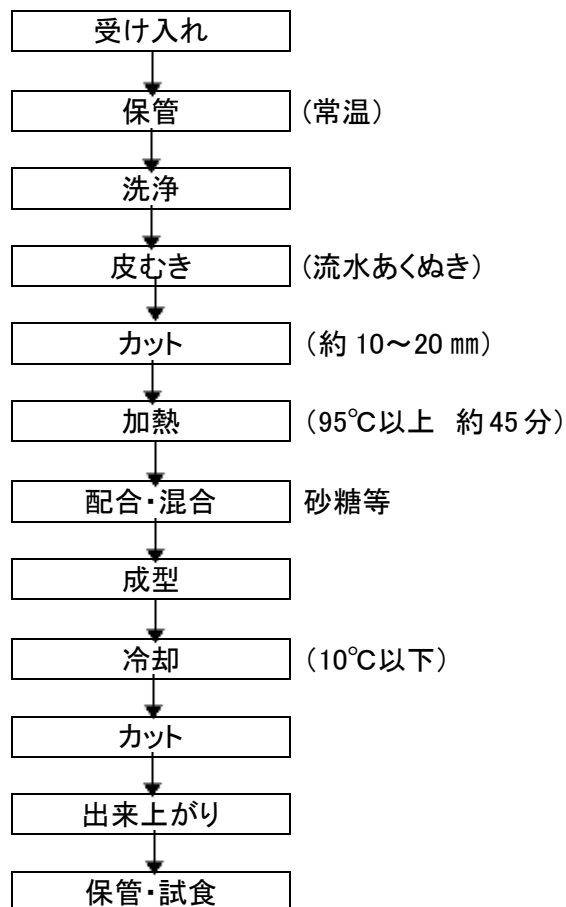 受け入れ
保管 (常温)
洗浄
皮むき (流水あくぬき)
カット (約 10～20 ㎜)
加熱 (95℃以上 約 45 分)
配合・混合 砂糖等
成型
冷却 (10℃以下)
カット
出来上がり
保管・試食